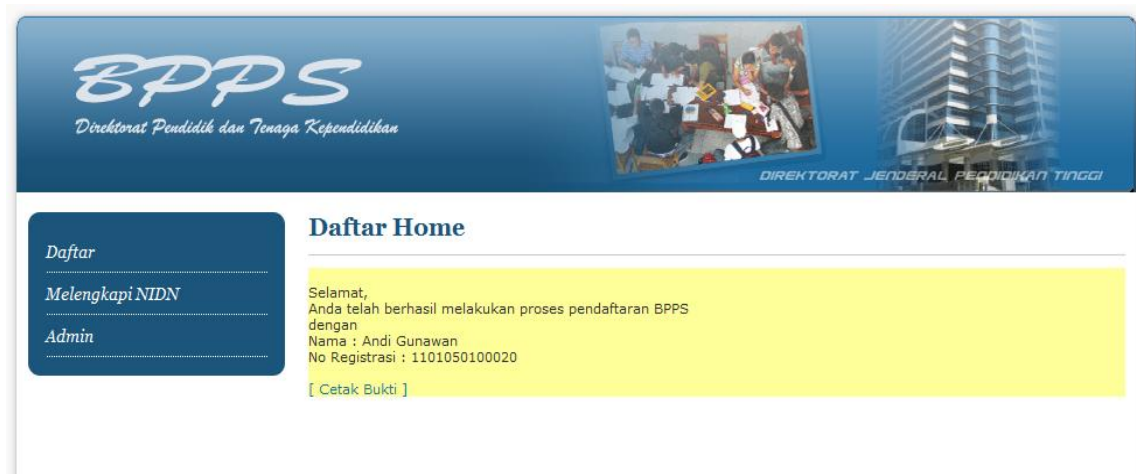 BPPS
Direktorat Pendidik dan Tenaga Kependidikan
DIREKTORAT JENDERAL PENDIDIKAN TINGGI
Daftar
Melengkapi NIDN
Admin
Daftar Home
Selamat,
Anda telah berhasil melakukan proses pendaftaran BPPS
dengan
Nama : Andi Gunawan
No Registrasi : 1101050100020
[ Cetak Bukti ]